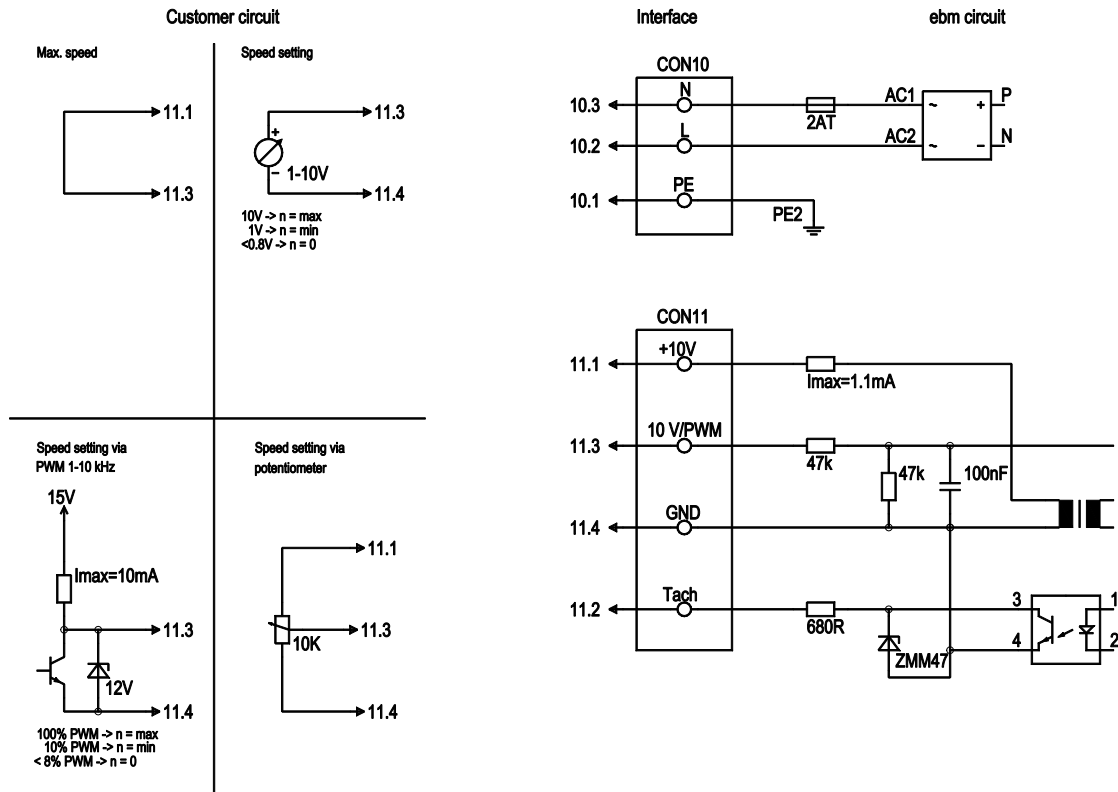 Customer circuit
Interface
ebm circuit
Max. speed
11.1
11.3
Speed setting
11.3
+
– 1-10V
11.4
10V -> n = max
1V -> n = min
<0.8V -> n = 0
CON10
N
10.3
2AT
AC1
~ + P
L
10.2
AC2
~ – N
PE
10.1
PE2
CON11
+10V
11.1
Imax=1.1mA
10 V/PWM
11.3
47k
47k
100nF
GND
11.4
Tach
11.2
680R
ZMM47
3
4
1
2
Speed setting via
PWM 1-10 kHz
15V
Imax=10mA
11.3
12V
11.4
100% PWM -> n = max
10% PWM -> n = min
< 8% PWM -> n = 0
Speed setting via
potentiometer
11.1
11.3
10K
11.4